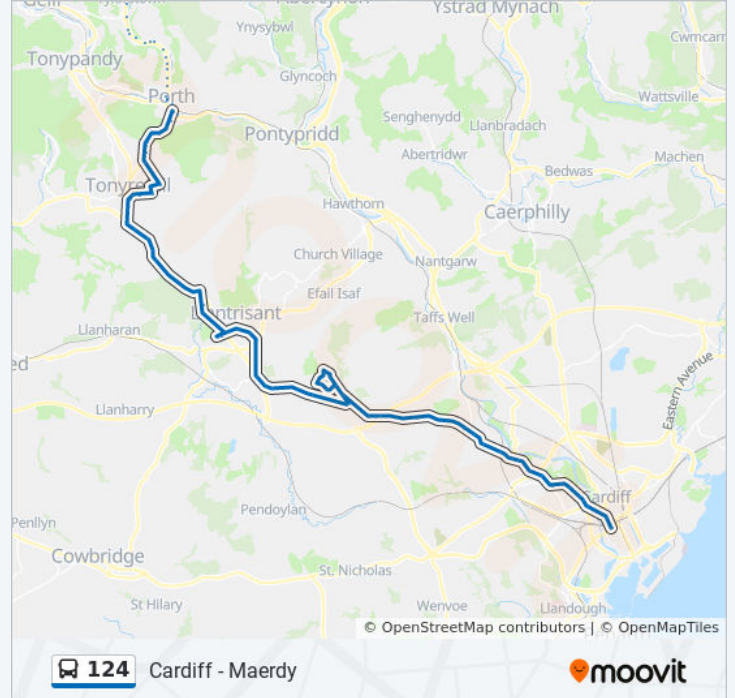 Ystrad Mynach
Ynysybwl
Cwmcarn
Tonypandy
Glyncoch
Porth
Wattsville
Senghenydd
Llanbradach
Pontypridd
Abertridwr
Machen
Bedwas
Hawthorn
Caerphilly
Church Village
Nantgarw
Efail Isaf
Taffs Well
Llanharan
Llanharry
Eastern Avenue
Pendoylan
Penllyn
Cowbridge
St. Nicholas
St Hilary
Wenvoe
Llandough
© OpenStreetMap contributors | © OpenMapTiles
124 Cardiff - Maerdy
moovit